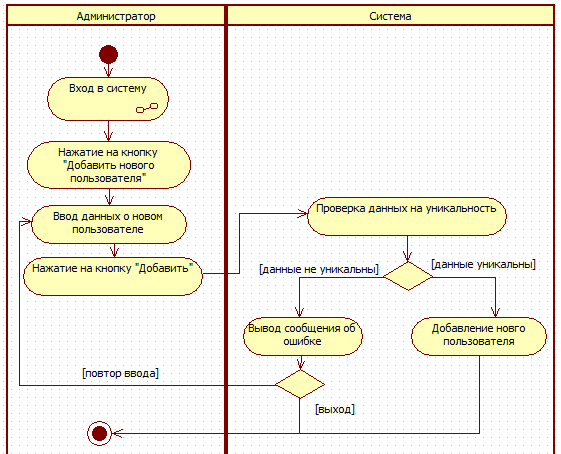 Администратор
Система
Вход в систему
Нажатие на кнопку
"Добавить нового
пользователя"
Ввод данных о новом
пользователе
Проверка данных на уникальность
Нажатие на кнопку "Добавить"
[данные не уникальны]
[данные уникальны]
Вывод сообщения об
ошибке
Добавление новго
пользователя
[повтор ввода]
[выход]